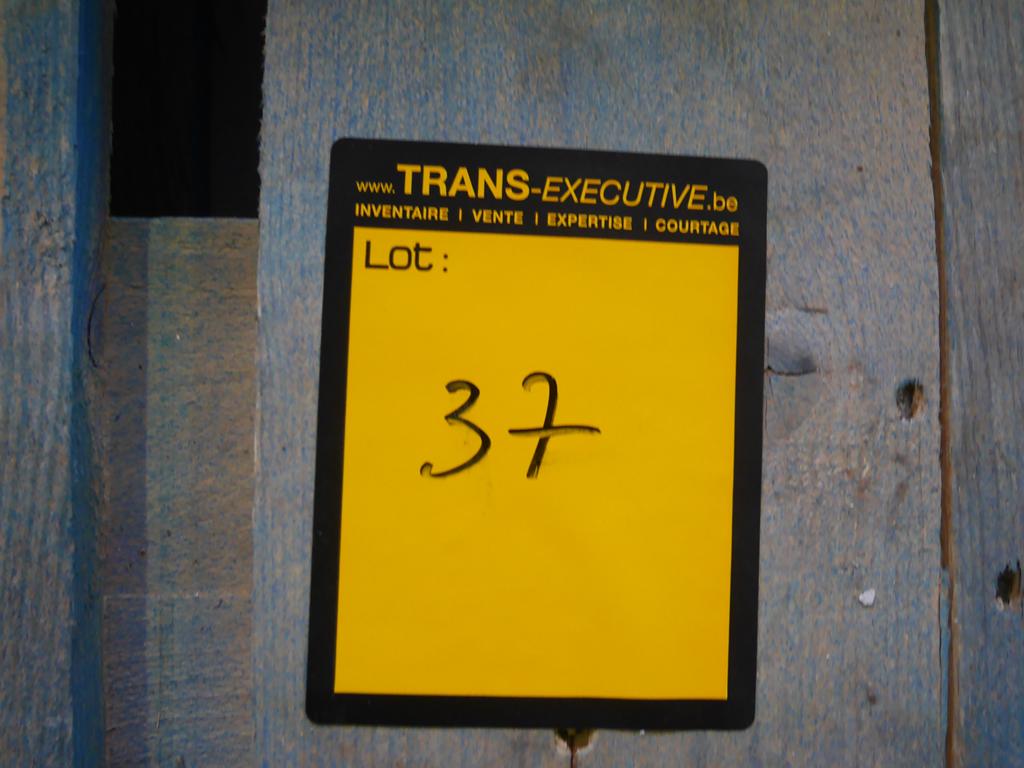 www.TRANS-EXECUTIVE.be
INVENTAIRE | VENTE | EXPERTISE | COURTAGE
Lot:
37